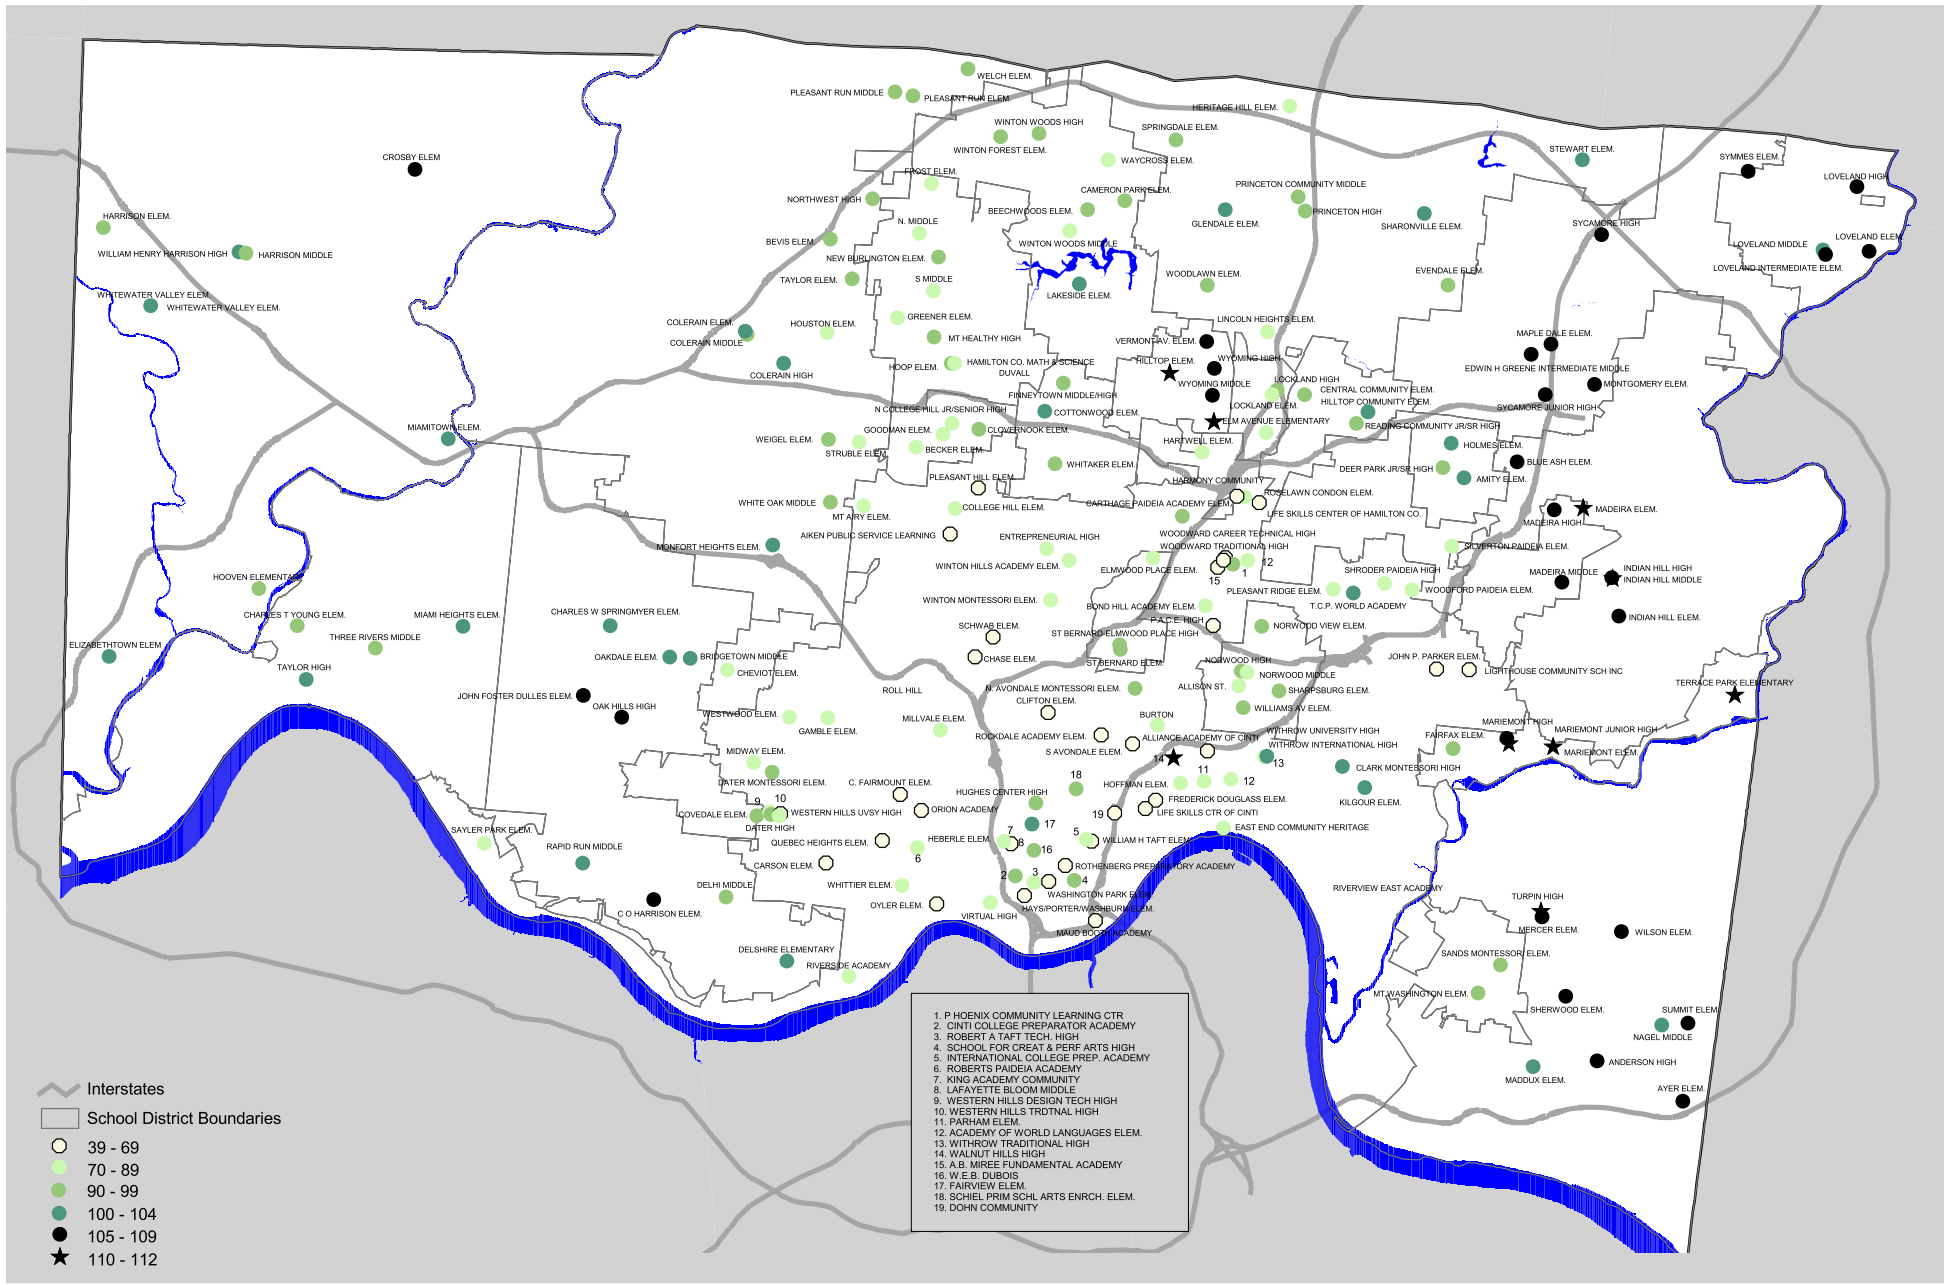 WELCH ELEM.
PLEASANT RUN MIDDLE
PLEASANT RUN ELEM.
HERITAGE HILL ELEM.
WINTON WOODS HIGH
SPRINGDALE ELEM.
WINTON FOREST ELEM.
STEWART ELEM.
CROSBY ELEM
WAYCROSS ELEM.
SYMMES ELEM.
FROST ELEM.
LOVELAND HIGH
PRINCETON COMMUNITY MIDDLE
CAMERON PARK ELEM.
NORTHWEST HIGH
BEECHWOODS ELEM.
PRINCETON HIGH
HARRISON ELEM.
N. MIDDLE
GLENDALE ELEM.
SHARONVILLE ELEM.
SYCAMORE HIGH
BEVIS ELEM.
WINTON WOODS MIDDLE
LOVELAND MIDDLE
LOVELAND ELEM.
WILLIAM HENRY HARRISON HIGH
HARRISON MIDDLE
NEW BURLINGTON ELEM.
LOVELAND INTERMEDIATE ELEM.
TAYLOR ELEM.
S MIDDLE
WOODLAWN ELEM.
EVENDALE ELEM.
WHITEWATER VALLEY ELEM.
WHITEWATER VALLEY ELEM.
LAKESIDE ELEM.
COLERAIN ELEM.
HOUSTON ELEM.
GREENER ELEM.
LINCOLN HEIGHTS ELEM.
COLERAIN MIDDLE
MT HEALTHY HIGH
VERMONT AV. ELEM.
MAPLE DALE ELEM.
COLERAIN HIGH
HOOP ELEM.
HAMILTON CO. MATH & SCIENCE
DUVALL
HILLTOP ELEM.
WYOMING HIGH
EDWIN H GREENE INTERMEDIATE MIDDLE
WYOMING MIDDLE
LOCKLAND HIGH
MONTGOMERY ELEM.
FINNEYTOWN MIDDLE/HIGH
CENTRAL COMMUNITY ELEM.
HILLTOP COMMUNITY ELEM.
LOCKLAND ELEM.
SYCAMORE JUNIOR HIGH
N COLLEGE HILL JR/SENIOR HIGH
COTTONWOOD ELEM.
ELM AVENUE ELEMENTARY
READING COMMUNITY JR/SR HIGH
MIAMITOWN ELEM.
GOODMAN ELEM.
CLOVERNOOK ELEM.
WEIGEL ELEM.
STRUBLE ELEM.
BECKER ELEM.
HARTWELL ELEM.
HOLMES ELEM.
WHITAKER ELEM.
DEER PARK JR/SR HIGH
BLUE ASH ELEM.
AMITY ELEM.
PLEASANT HILL ELEM.
HARMONY COMMUNITY
ROSELAWN CONDON ELEM.
WHITE OAK MIDDLE
MT AIRY ELEM.
COLLEGE HILL ELEM.
CARTHAGE PAIDEIA ACADEMY ELEM.
LIFE SKILLS CENTER OF HAMILTON CO.
MADEIRA ELEM.
MADEIRA HIGH
AIKEN PUBLIC SERVICE LEARNING
ENTREPRENEURIAL HIGH
WOODWARD CAREER TECHNICAL HIGH
MONFORT HEIGHTS ELEM.
WOODWARD TRADITIONAL HIGH
SILVERTON PAIDEIA ELEM.
WINTON HILLS ACADEMY ELEM.
ELMWOOD PLACE ELEM.
12
15
1
SHRODER PAIDEIA HIGH
MADEIRA MIDDLE
INDIAN HILL HIGH
INDIAN HILL MIDDLE
HOOVEN ELEMENTARY
PLEASANT RIDGE ELEM.
WOODFORD PAIDEIA ELEM.
WINTON MONTESSORI ELEM.
BOND HILL ACADEMY ELEM.
T.C.P. WORLD ACADEMY
CHARLES T YOUNG ELEM.
MIAMI HEIGHTS ELEM.
CHARLES W SPRINGMYER ELEM.
SCHWAB ELEM.
P.A.C.E. HIGH
NORWOOD VIEW ELEM.
INDIAN HILL ELEM.
THREE RIVERS MIDDLE
ST BERNARD-ELMWOOD PLACE HIGH
ELIZABETHTOWN ELEM
OAKDALE ELEM.
BRIDGETOWN MIDDLE
CHASE ELEM.
ST BERNARD ELEM.
NORWOOD HIGH
JOHN P. PARKER ELEM.
TAYLOR HIGH
CHEVIOT ELEM.
NORWOOD MIDDLE
LIGHTHOUSE COMMUNITY SCH INC
JOHN FOSTER DULLES ELEM.
ROLL HILL
N. AVONDALE MONTESSORI ELEM.
ALLISON ST.
SHARPSBURG ELEM.
TERRACE PARK ELEMENTARY
OAK HILLS HIGH
CLIFTON ELEM.
WESTWOOD ELEM.
MILLVALE ELEM.
BURTON
WILLIAMS AV ELEM.
GAMBLE ELEM.
ROCKDALE ACADEMY ELEM.
ALLIANCE ACADEMY OF CINTI
WITHROW UNIVERSITY HIGH
MARIEMONT HIGH
MARIEMONT JUNIOR HIGH
FAIRFAX ELEM.
MIDWAY ELEM.
S AVONDALE ELEM.
WITHROW INTERNATIONAL HIGH
MARIEMONT ELEM.
14
13
11
12
CLARK MONTESSORI HIGH
DATER MONTESSORI ELEM.
C. FAIRMOUNT ELEM.
18
HOFFMAN ELEM.
HUGHES CENTER HIGH
KILGOUR ELEM.
9
10
FREDERICK DOUGLASS ELEM.
COVEDALE ELEM.
WESTERN HILLS UVSY HIGH
ORION ACADEMY
19
LIFE SKILLS CTR OF CINTI
DATER HIGH
17
SAYLER PARK ELEM.
EAST END COMMUNITY HERITAGE
QUEBEC HEIGHTS ELEM.
HEBERLE ELEM.
7
8
5
WILLIAM H TAFT ELEM.
RAPID RUN MIDDLE
6
16
CARSON ELEM.
ROTHENBERG PREPARATORY ACADEMY
2
3
4
DELHI MIDDLE
WHITTIER ELEM.
RIVERVIEW EAST ACADEMY
WASHINGTON PARK ELEM.
TURPIN HIGH
OYLER ELEM.
HAYS/PORTER/WASHBURN ELEM.
C O HARRISON ELEM.
VIRTUAL HIGH
MERCER ELEM.
WILSON ELEM.
MAUD BOOTH ACADEMY
DELSHIRE ELEMENTARY
RIVERSIDE ACADEMY
SANDS MONTESSORI ELEM.
MT WASHINGTON ELEM.
SHERWOOD ELEM.
SUMMIT ELEM.
NAGEL MIDDLE
ANDERSON HIGH
MADDUX ELEM.
AYER ELEM.
1. P HOENIX COMMUNITY LEARNING CTR
2. CINTI COLLEGE PREPARATOR ACADEMY
3. ROBERT A TAFT TECH. HIGH
4. SCHOOL FOR CREAT & PERF ARTS HIGH
5. INTERNATIONAL COLLEGE PREP. ACADEMY
6. ROBERTS PAIDEIA ACADEMY
7. KING ACADEMY COMMUNITY
8. LAFAYETTE BLOOM MIDDLE
9. WESTERN HILLS DESIGN TECH HIGH
10. WESTERN HILLS TRDTNAL HIGH
11. PARHAM ELEM.
12. ACADEMY OF WORLD LANGUAGES ELEM.
13. WITHROW TRADITIONAL HIGH
14. WALNUT HILLS HIGH
15. A.B. MIREE FUNDAMENTAL ACADEMY
16. W.E.B. DUBOIS
17. FAIRVIEW ELEM.
18. SCHIEL PRIM SCHL ARTS ENRCH. ELEM.
19. DOHN COMMUNITY
Interstates
School District Boundaries
39 - 69
70 - 89
90 - 99
100 - 104
105 - 109
110 - 112